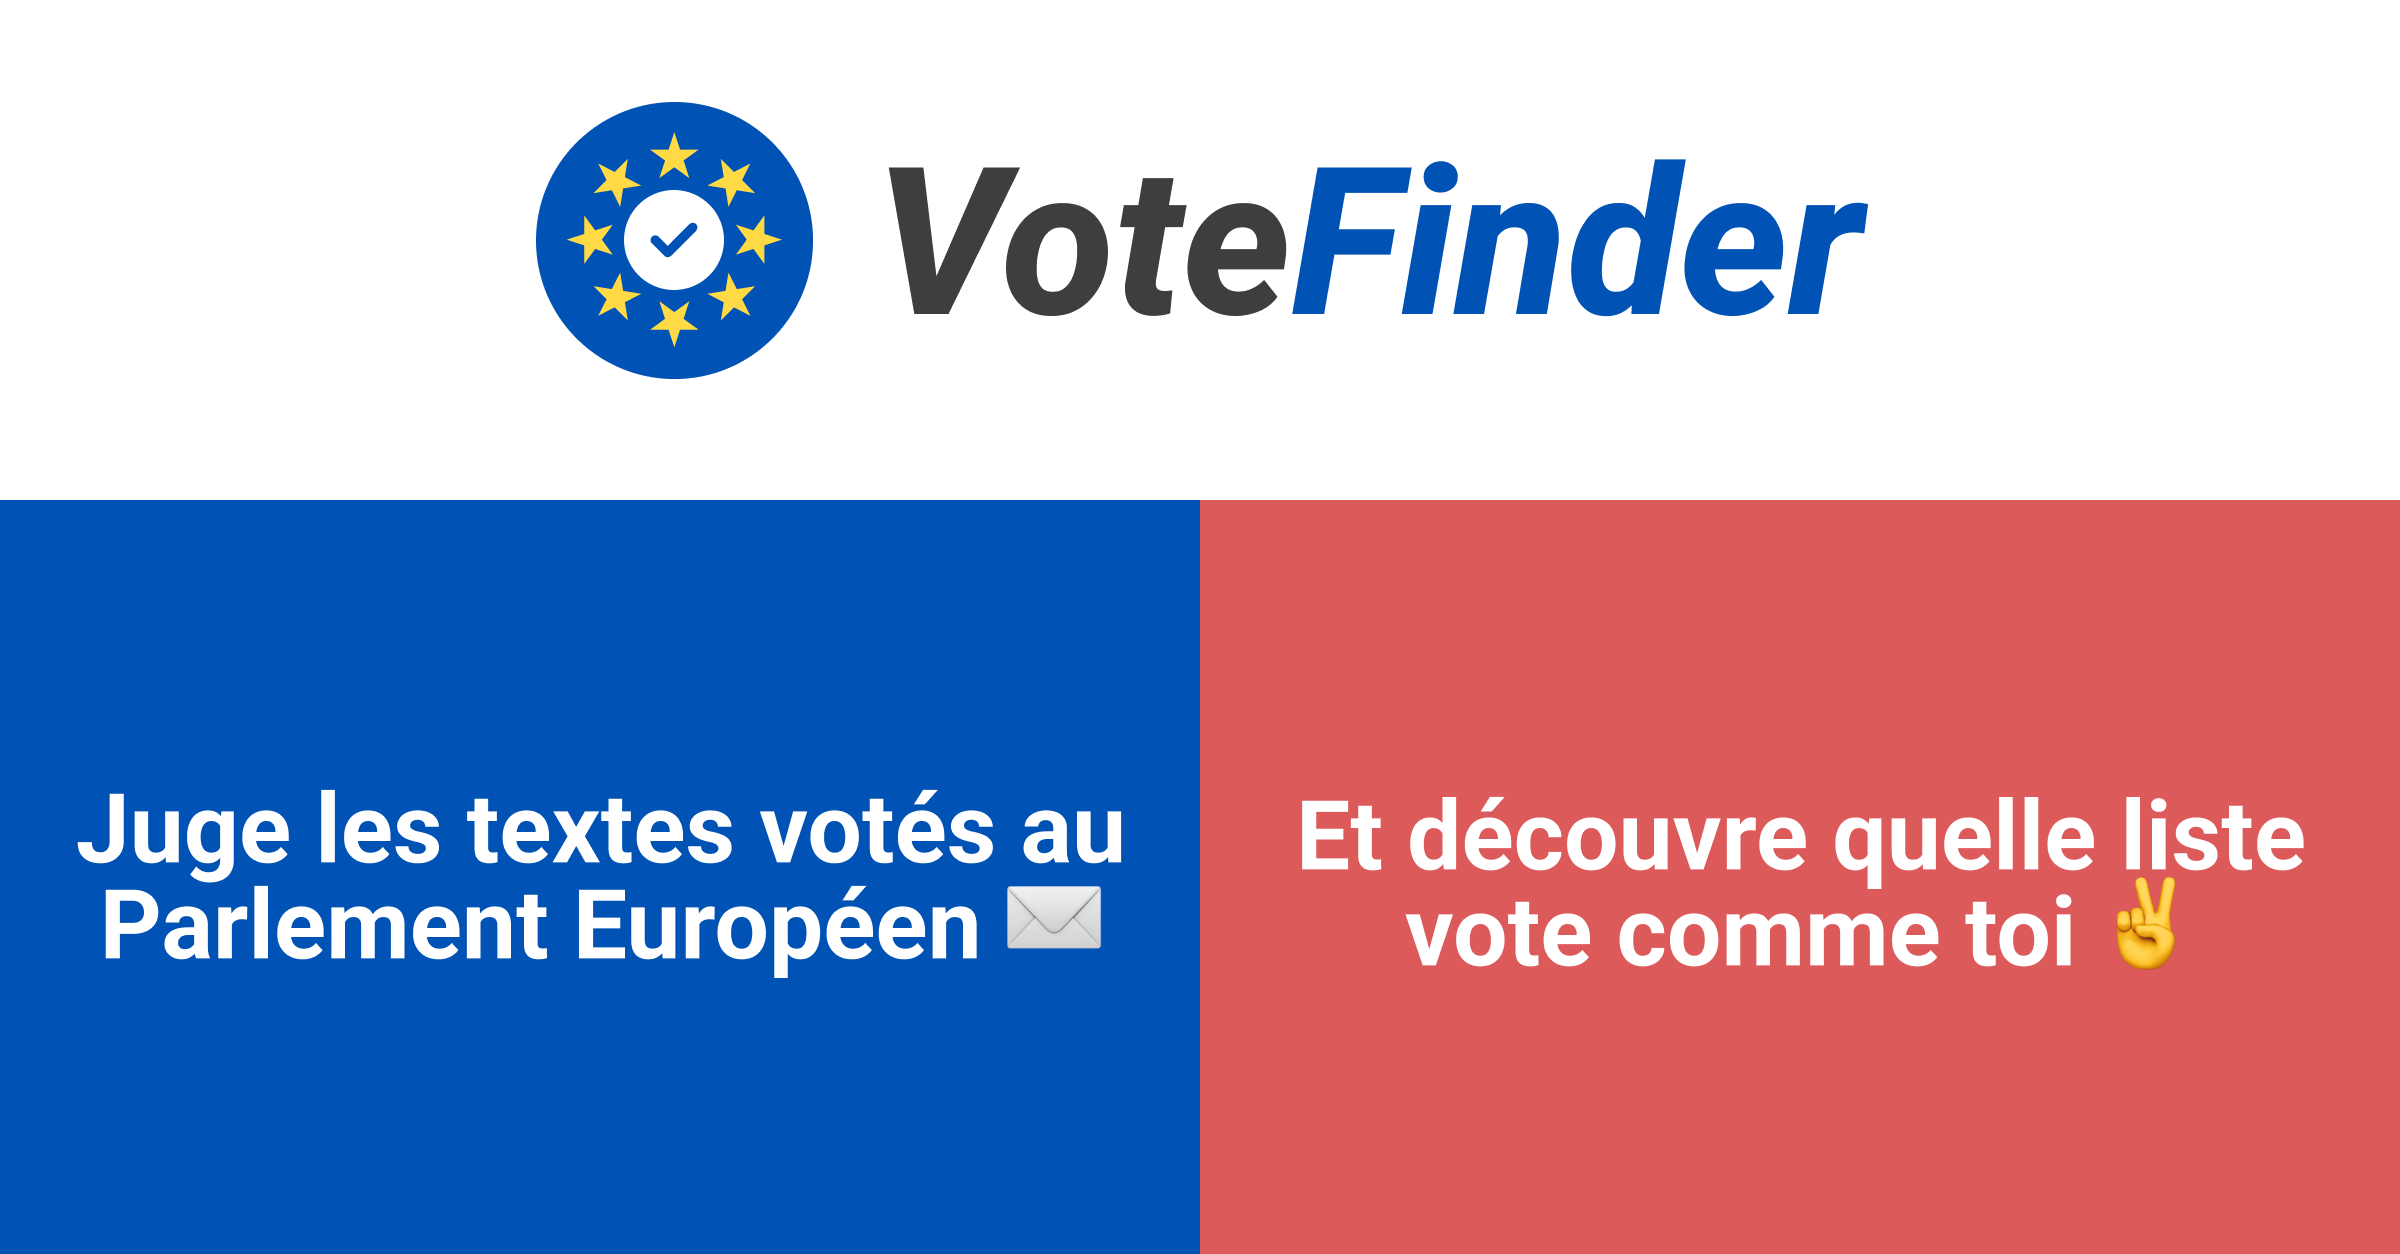 VoteFinder
Juge les textes votés au
Parlement Européen ✉️
Et découvre quelle liste
vote comme toi ✌️